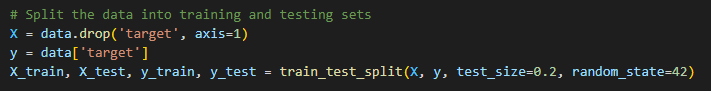 # Split the data into training and testing sets
X = data.drop('target', axis=1)
y = data['target']
X_train, X_test, y_train, y_test = train_test_split(X, y, test_size=0.2, random_state=42)